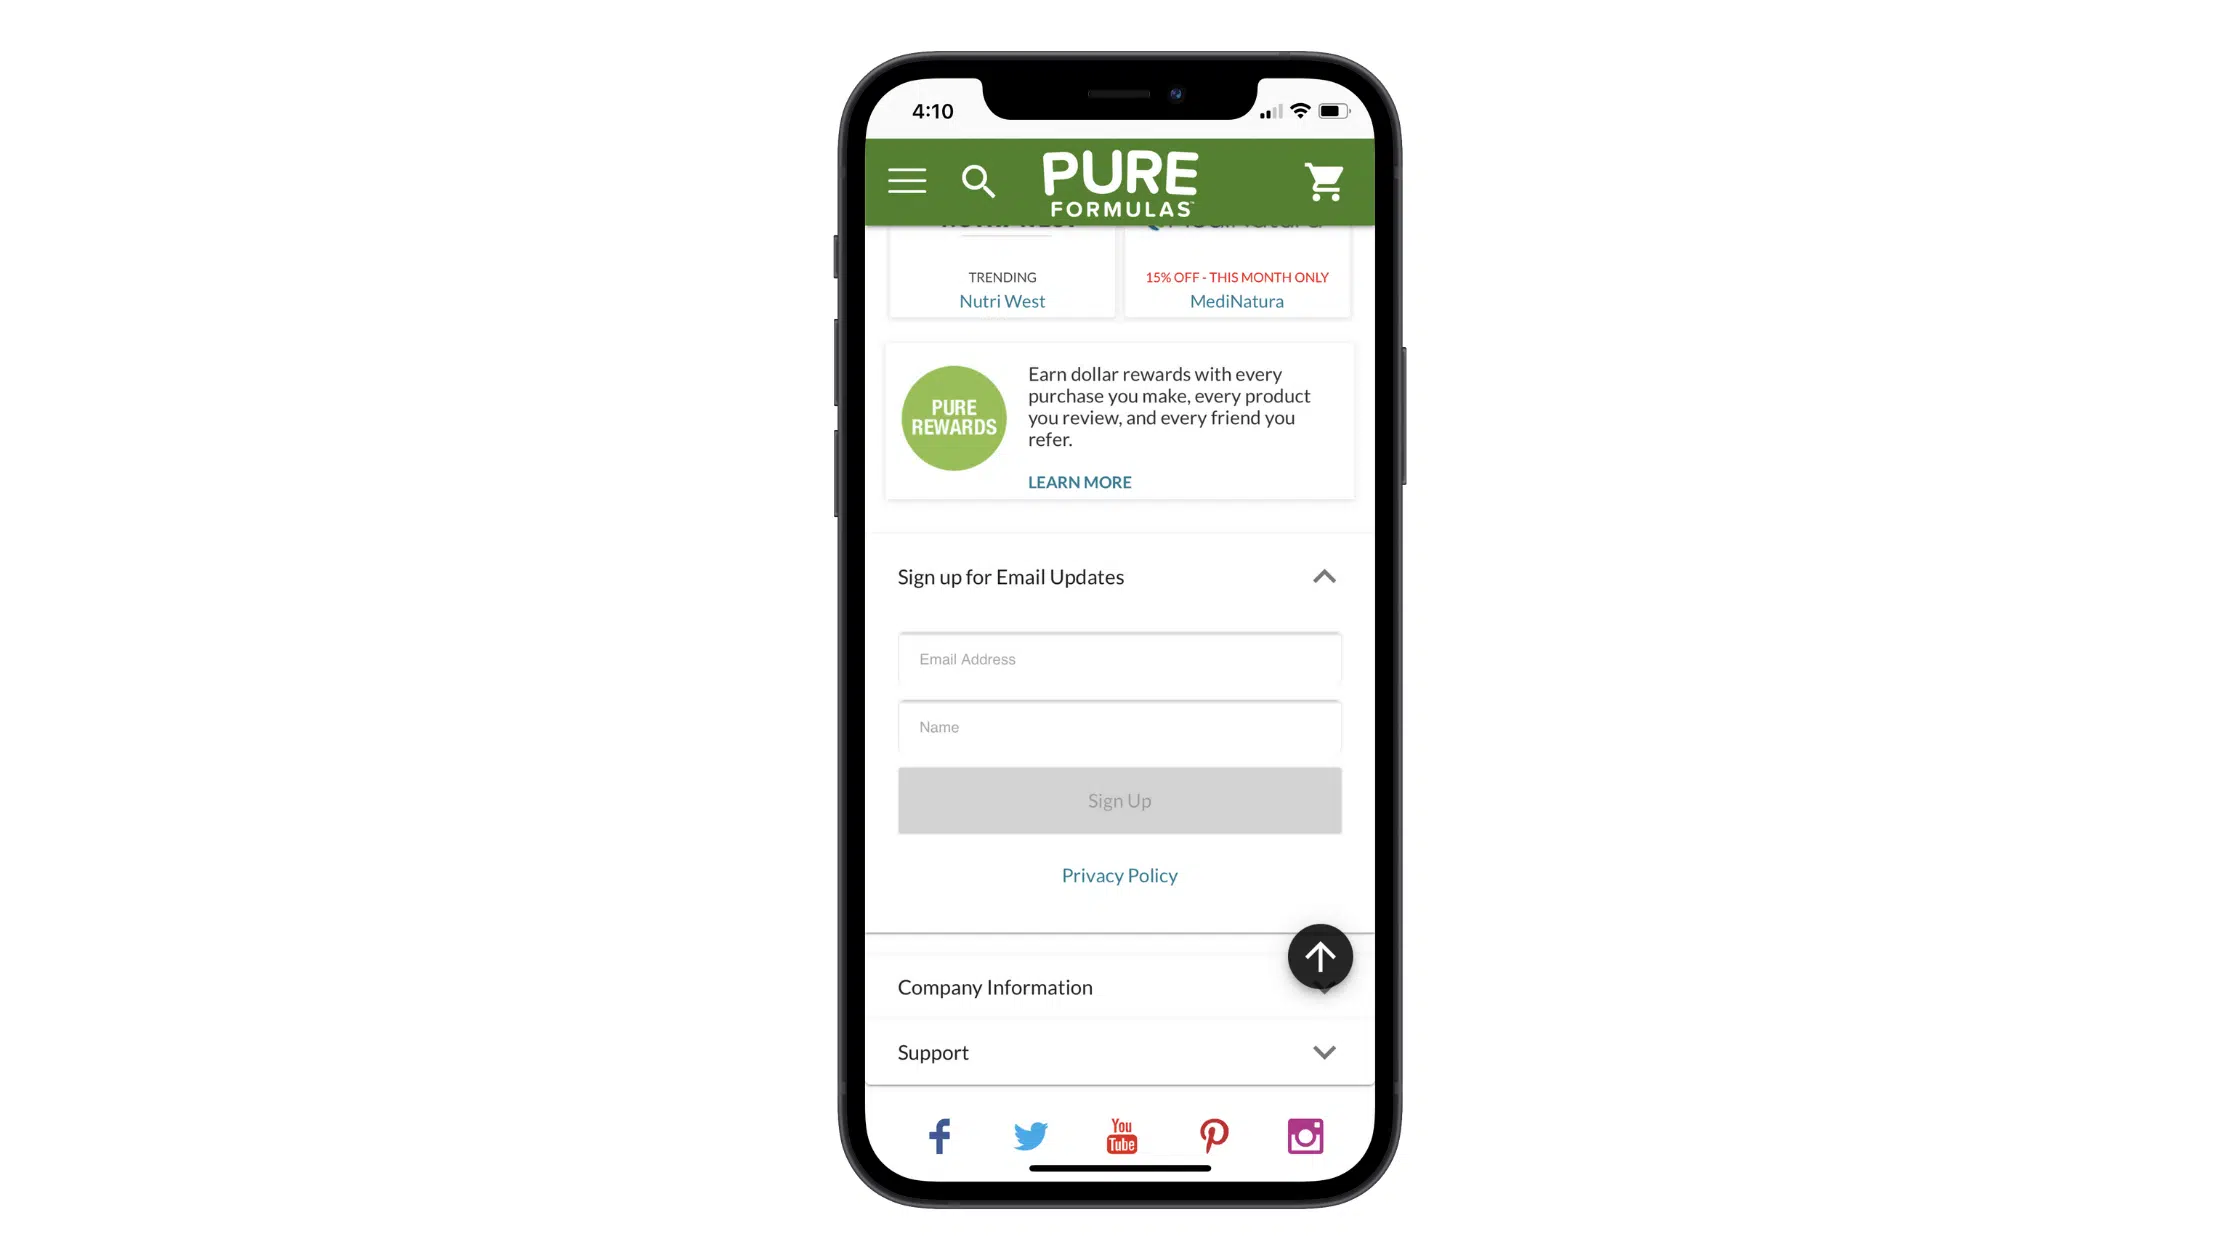 4:10
PURE
FORMULAS
TRENDING
Nutri West
15% OFF - THIS MONTH ONLY
MediNatura
PURE
REWARDS
Earn dollar rewards with every
purchase you make, every product
you review, and every friend you
refer.
LEARN MORE
Sign up for Email Updates
Email Address
Name
Sign Up
Privacy Policy
Company Information
Support
You
Tube